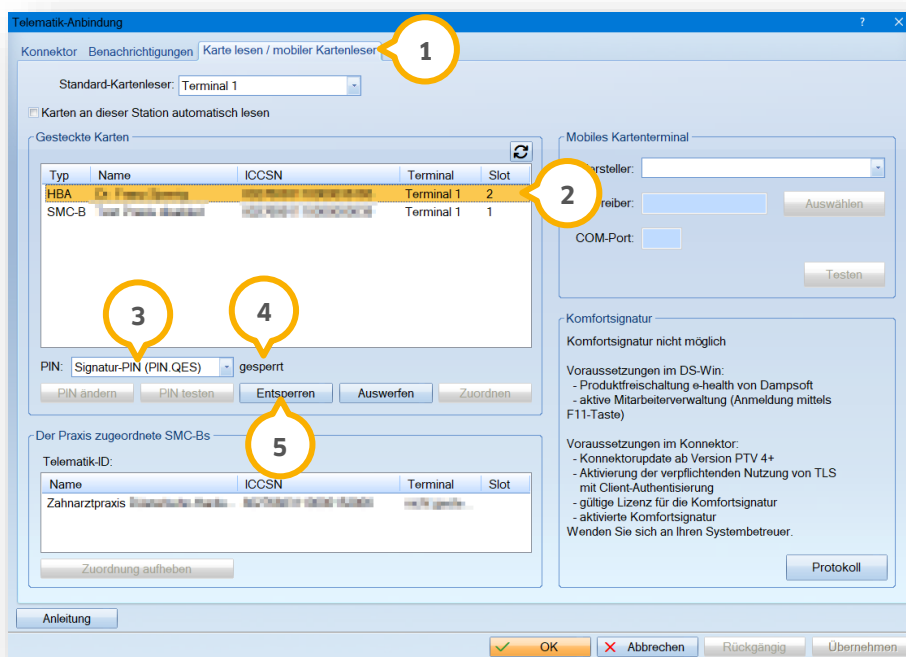 Telematik-Anbindung
Konnektor Benachrichtigungen Karte lesen / mobiler Kartenleser
1
Standard-Kartenleser: Terminal 1
Karten an dieser Station automatisch lesen
Gesteckte Karten
Typ Name ICCSN Terminal Slot
HBA Terminal 1 2
SMC-B Terminal 1 1
2
3
4
PIN: Signatur-PIN (PIN.QES) gesperrt
PIN ändern PIN testen Entsperren Auswerfen Zuordnen
5
Der Praxis zugeordnete SMC-Bs
Telematik-ID:
Name ICCSN Terminal Slot
Zahnarztpraxis
Zuordnung aufheben
Mobiles Kartenterminal
ersteller:
reiber: Auswählen
COM-Port:
Testen
Komfortsignatur
Komfortsignatur nicht möglich
Voraussetzungen im DS-Win:
- Produktfreischaltung e-health von Dampsoft
- aktive Mitarbeiterverwaltung (Anmeldung mittels
F11-Taste)
Voraussetzungen im Konnektor:
- Konnektorupdate ab Version PTV 4+
- Aktivierung der verpflichtenden Nutzung von TLS
mit Client-Authentisierung
- gültige Lizenz für die Komfortsignatur
- aktivierte Komfortsignatur
Wenden Sie sich an Ihren Systembetreuer.
Protokoll
Anleitung
OK Abbrechen Rückgängig Übernehmen